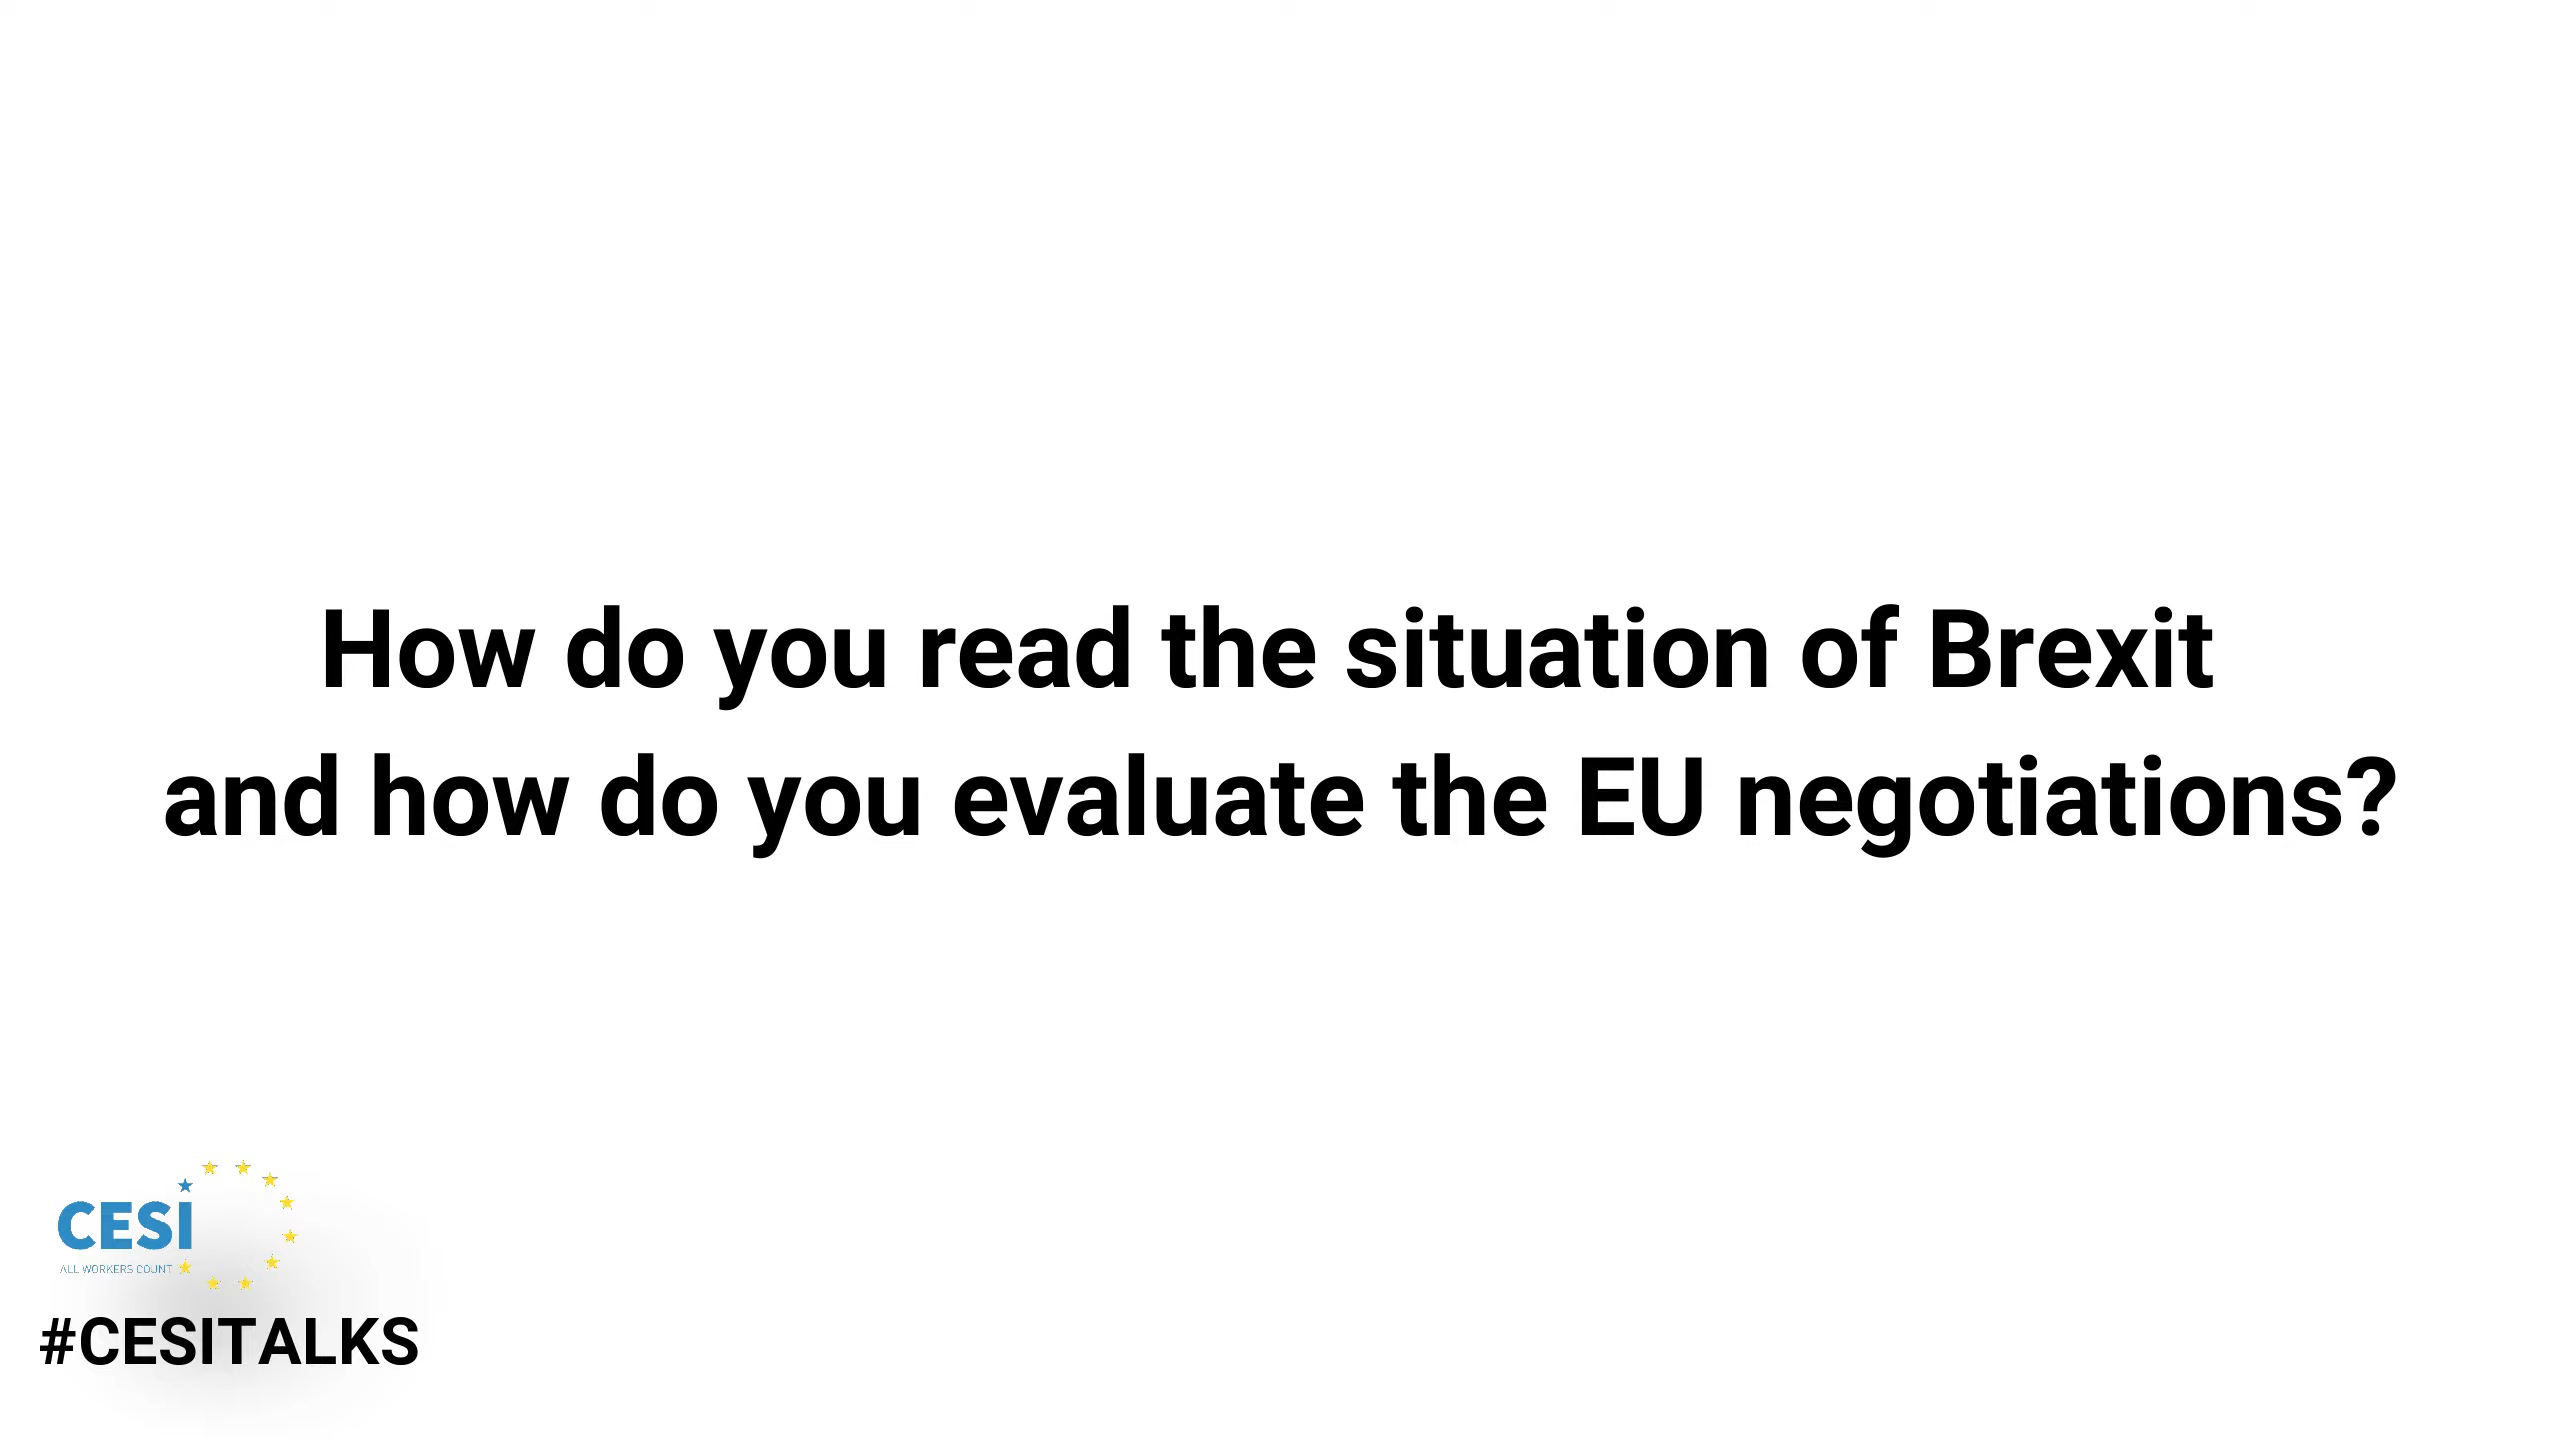 How do you read the situation of Brexit
and how do you evaluate the EU negotiations?
CESI
ALL WORKERS COUNT
#CESITALKS